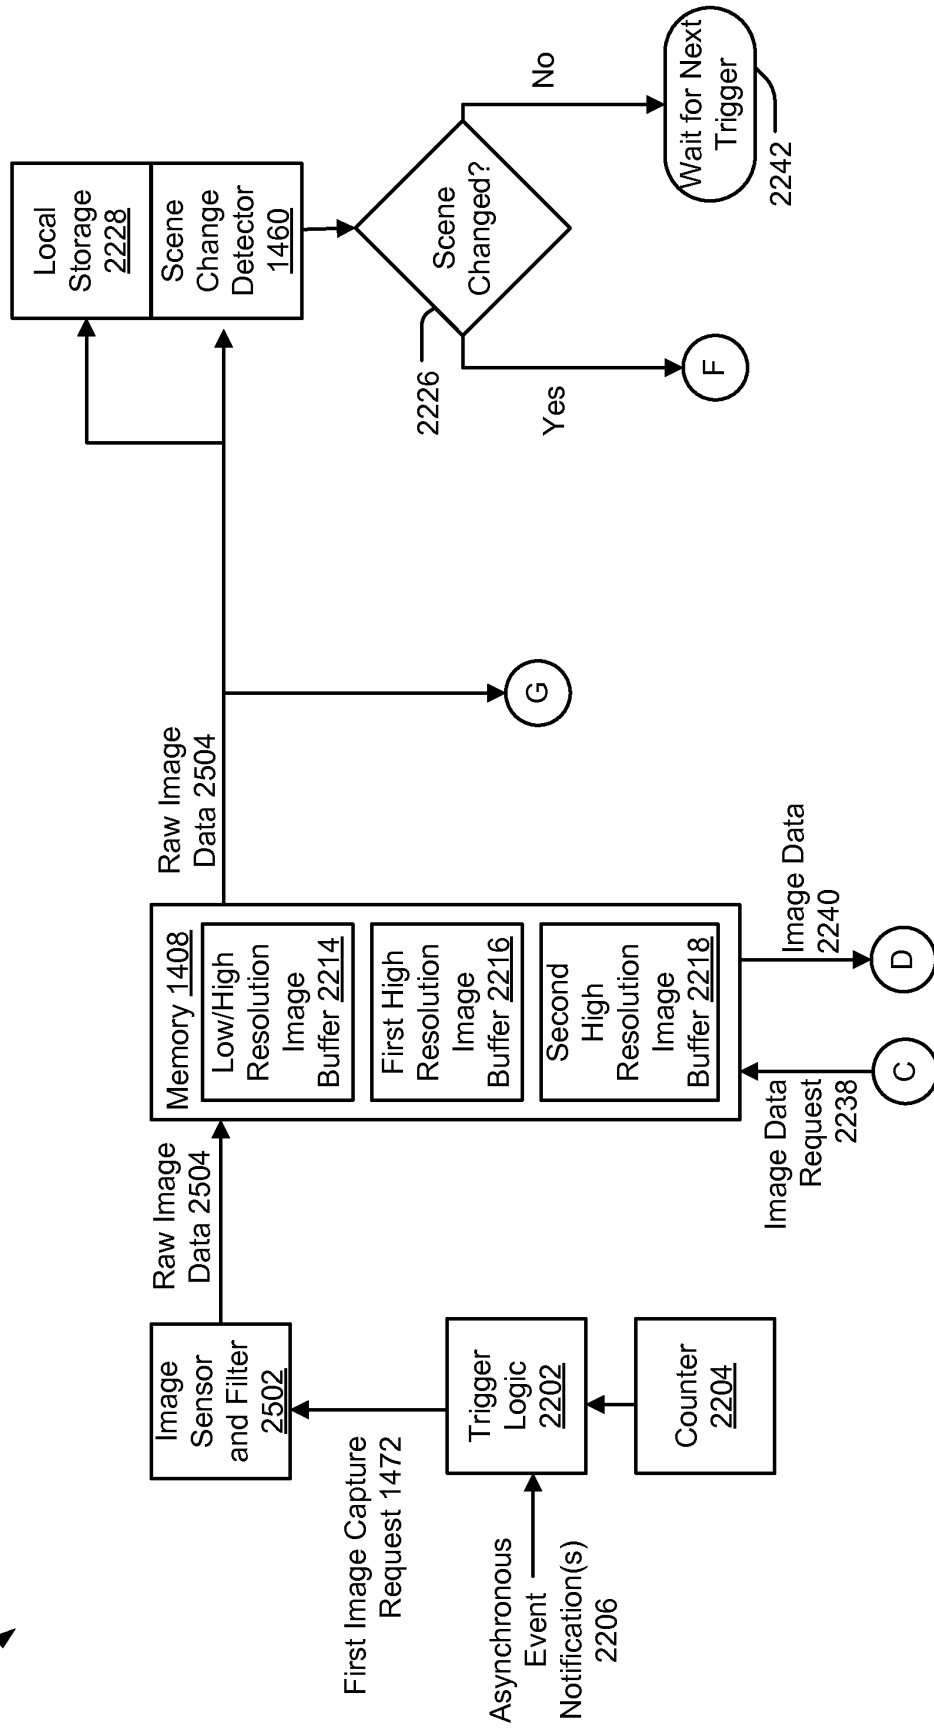 Asynchronous
Event
Notification(s)
2206
First Image Capture
Request 1472
Image
Sensor
and Filter
2502
Trigger
Logic
2202
Counter
2204
Raw Image
Data 2504
Memory 1408
Low/High
Resolution
Image
Buffer 2214
First High
Resolution
Image
Buffer 2216
Second
High
Resolution
Image
Buffer 2218
Image Data
Request
2238
C
Image Data
2240
D
Raw Image
Data 2504
G
Local
Storage
2228
Scene
Change
Detector
1460
2226
Scene
Changed?
Yes
F
No
Wait for Next
Trigger
2242